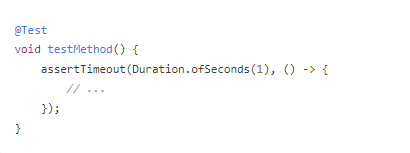 @Test
void testMethod() {
    assertTimeout(Duration.ofSeconds(1), () -> {
        // ...
    });
}